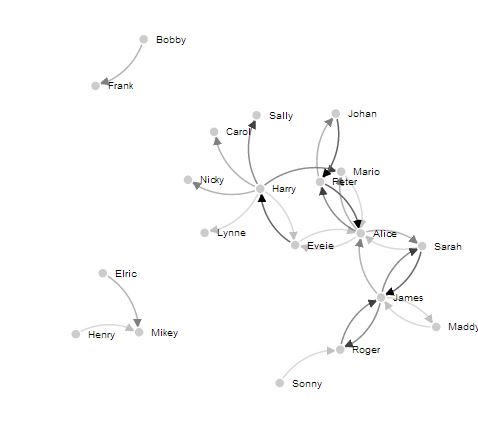 Bobby
Frank
Sally
Johan
Carol
Mario
Nicky
Peter
Harry
Lynne
Alice
Eveie
Sarah
Elric
James
Henry
Mikey
Maddy
Roger
Sonny